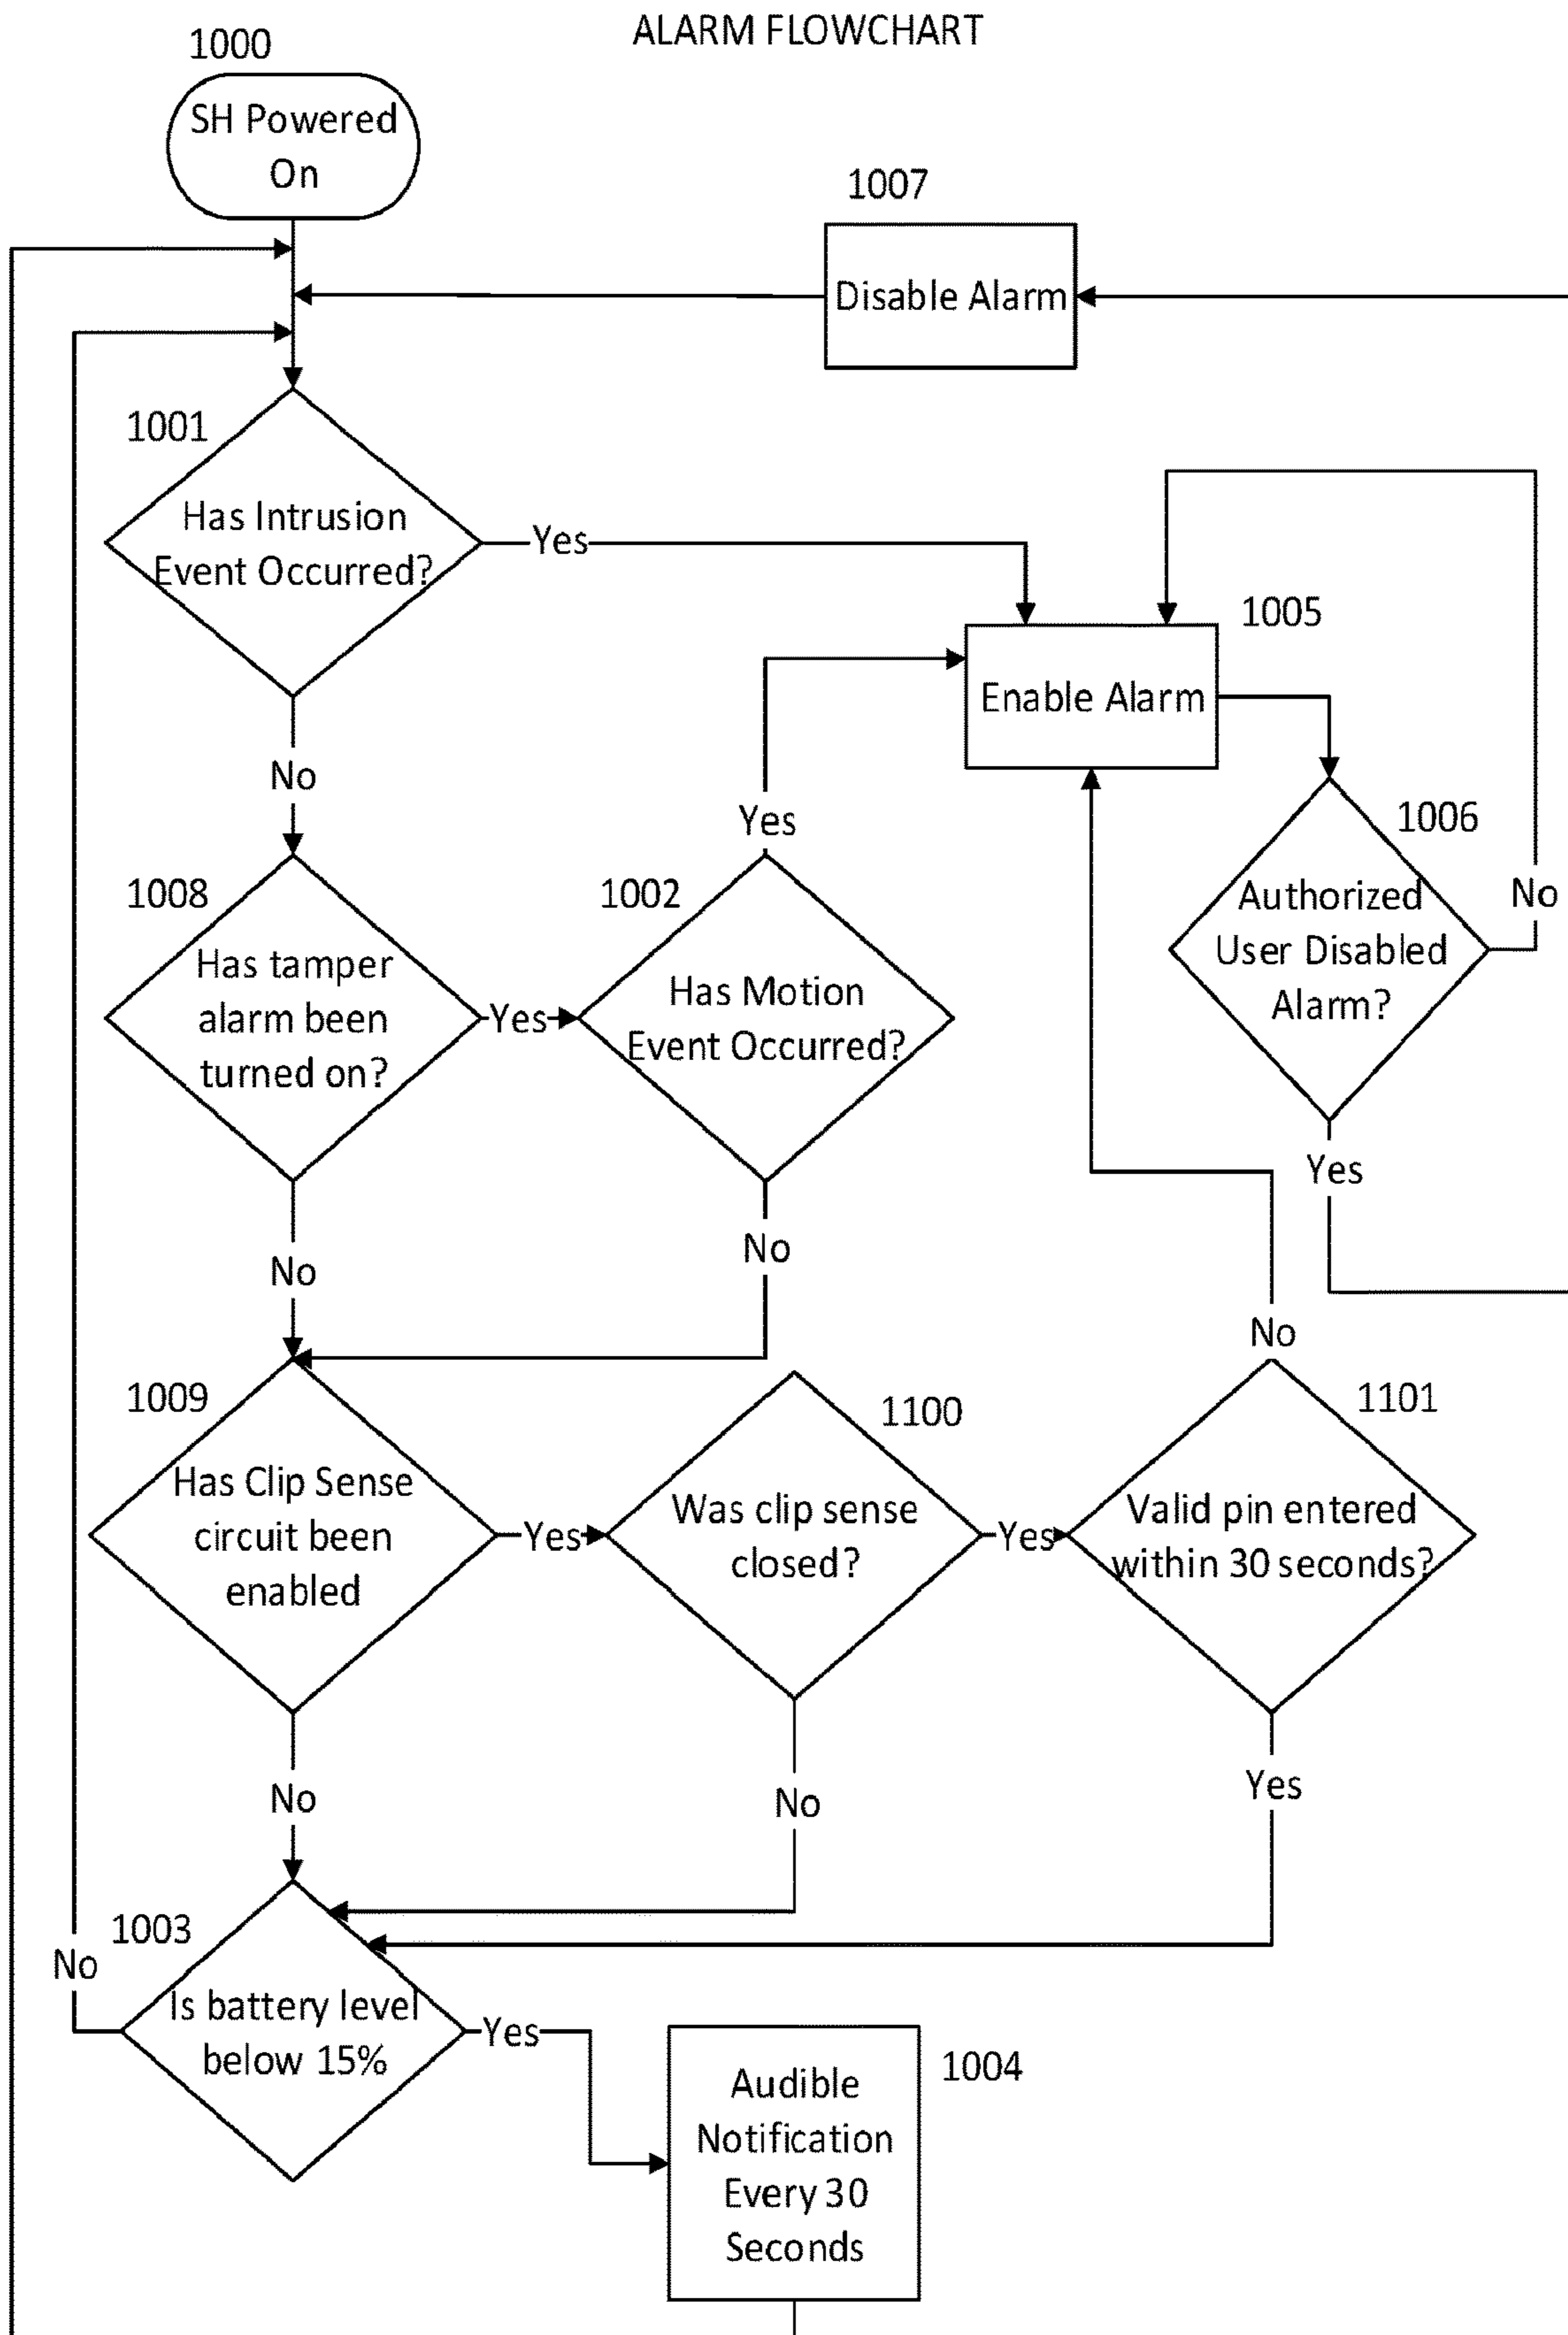 ALARM FLOWCHART
1000
SH Powered
On
1007
Disable Alarm
1001
Has Intrusion
Event Occurred?
Yes
1005
Enable Alarm
No
Yes
1006
Authorized
User Disabled
Alarm?
No
Yes
1008
Has tamper
alarm been
turned on?
Yes
1002
Has Motion
Event Occurred?
No
No
No
1009
Has Clip Sense
circuit been
enabled
Yes
1100
Was clip sense
closed?
Yes
1101
Valid pin entered
within 30 seconds?
No
No
Yes
1003
No
Is battery level
below 15%
Yes
1004
Audible
Notification
Every 30
Seconds